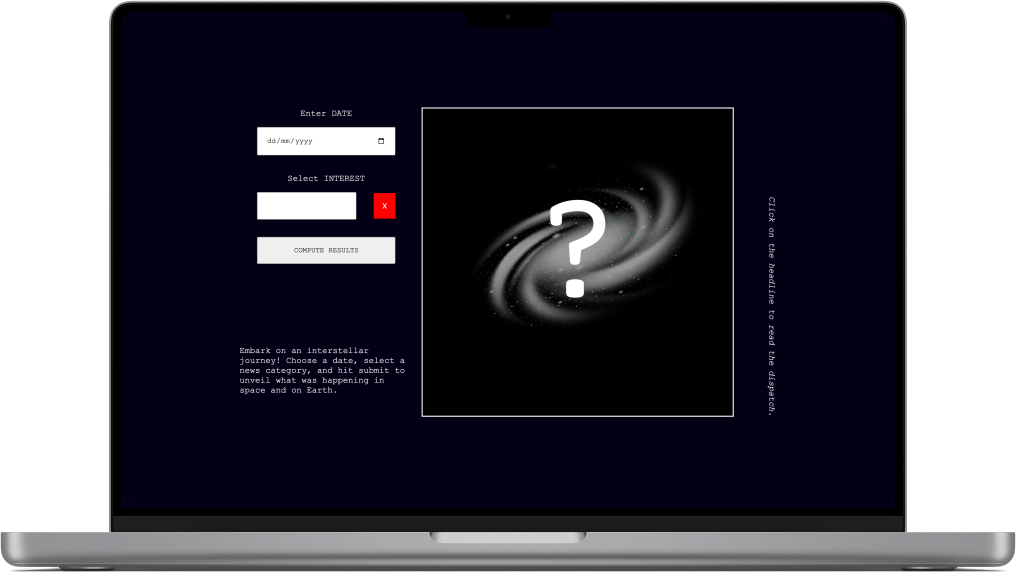 Enter DATE
dd/mm/yyyy
Select INTEREST
X
COMPUTE RESULTS
Embark on an interstellar
journey! Choose a date, select a
news category, and hit submit to
unveil what was happening in
space and on Earth.
?
Click on the headline to read the dispatch.